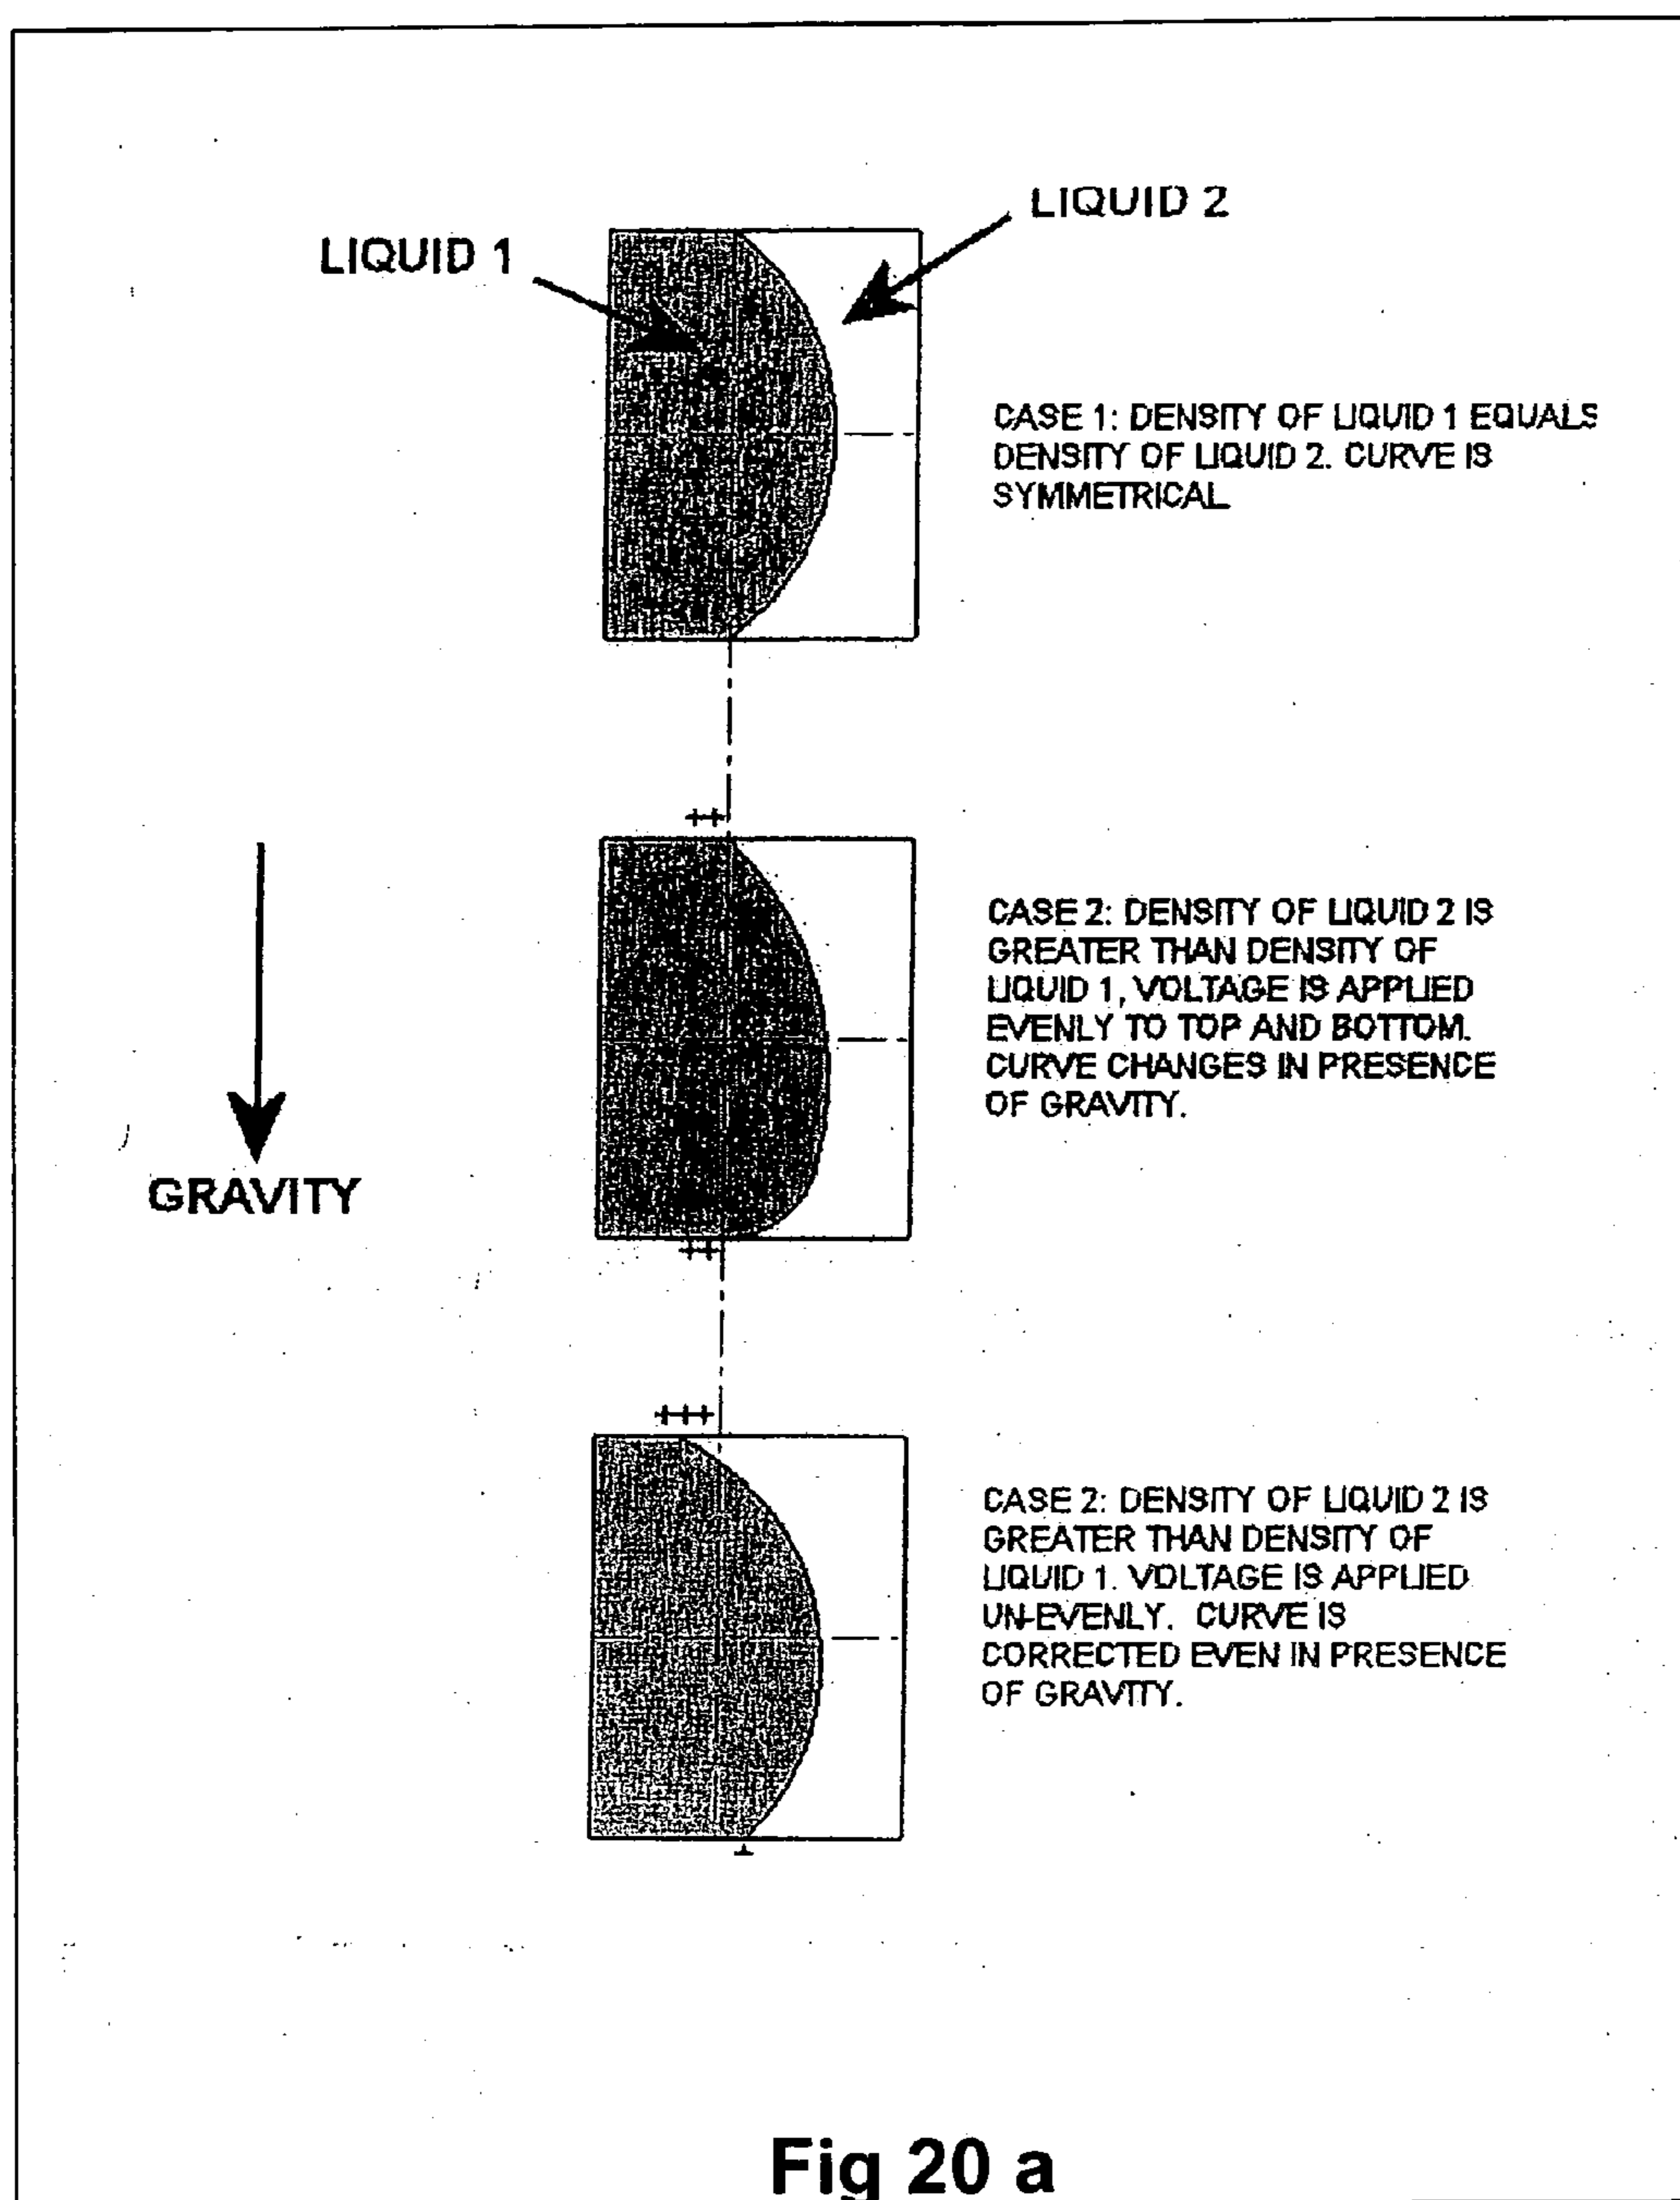 LIQUID 2
LIQUID 1
CASE 1: DENSITY OF LIQUID 1 EQUALS
DENSITY OF LIQUID 2. CURVE IS
SYMMETRICAL
CASE 2: DENSITY OF LIQUID 2 IS
GREATER THAN DENSITY OF
LIQUID 1, VOLTAGE IS APPLIED
EVENLY TO TOP AND BOTTOM.
CURVE CHANGES IN PRESENCE
OF GRAVITY.
GRAVITY
CASE 2: DENSITY OF LIQUID 2 IS
GREATER THAN DENSITY OF
LIQUID 1. VOLTAGE IS APPLIED
UN-EVENLY. CURVE IS
CORRECTED EVEN IN PRESENCE
OF GRAVITY.
Fig 20 a